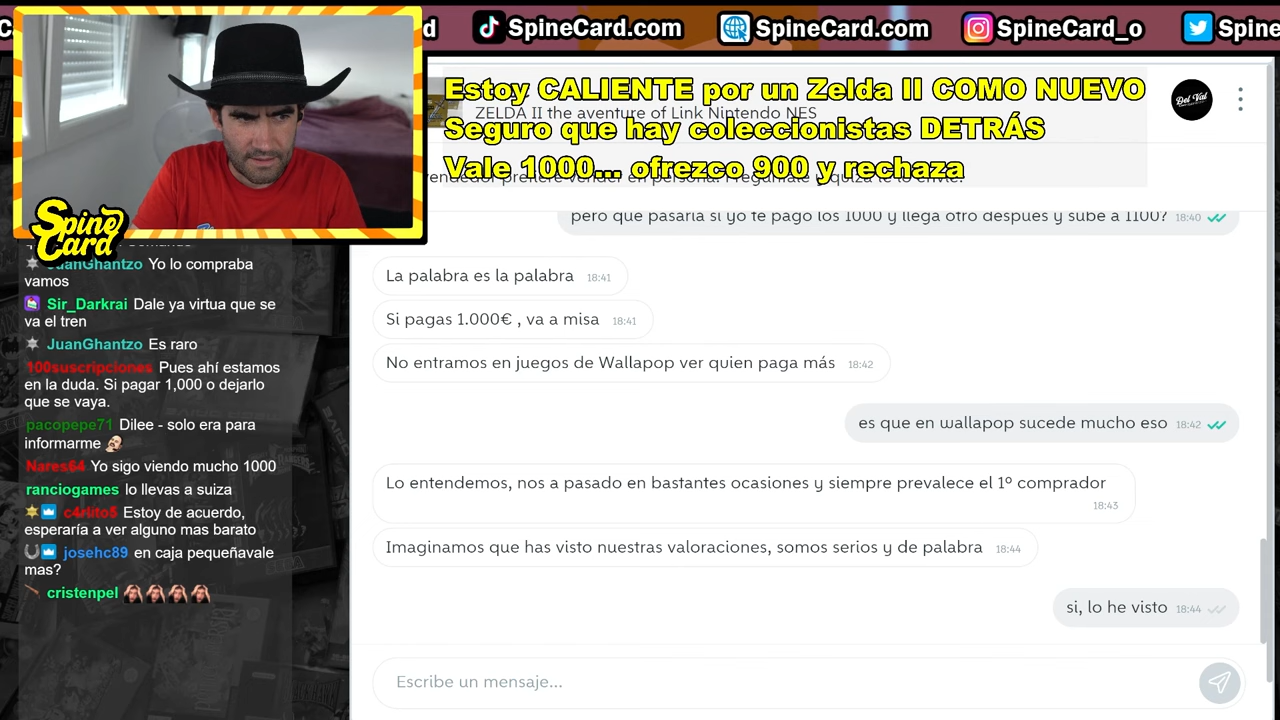 d
SpineCard.com
SpineCard.com
SpineCard_o
Spine
Estoy CALIENTE por un Zelda II COMO NUEVO
ZELDA II the aventure of Link Nintendo NES
Seguro que hay coleccionistas DETRÁS
Vale 1000... ofrezco 900 y rechaza
Del Val
Spine
Card
pero que pasaria si yo te pago los 1000 y llega otro despues y sube a 1100? 18:40
La palabra es la palabra 18:41
Si pagas 1.000€ , va a misa 18:41
No entramos en juegos de Wallapop ver quien paga más 18:42
es que en wallapop sucede mucho eso 18:42
Lo entendemos, nos a pasado en bastantes ocasiones y siempre prevalece el 1º comprador
18:43
Imaginamos que has visto nuestras valoraciones, somos serios y de palabra 18:44
si, lo he visto 18:44
Escribe un mensaje...
JuanGhantzo Yo lo compraba
vamos
Sir_Darkrai Dale ya virtua que se
va el tren
JuanGhantzo Es raro
100suscripciones Pues ahí estamos
en la duda. Si pagar 1,000 o dejarlo
que se vaya.
pacopepe71 Dilee - solo era para
informarme
Nares64 Yo sigo viendo mucho 1000
ranciogames lo llevas a suiza
c4rlito5 Estoy de acuerdo,
esperaría a ver alguno mas barato
josehc89 en caja pequeñavale
mas?
cristenpel